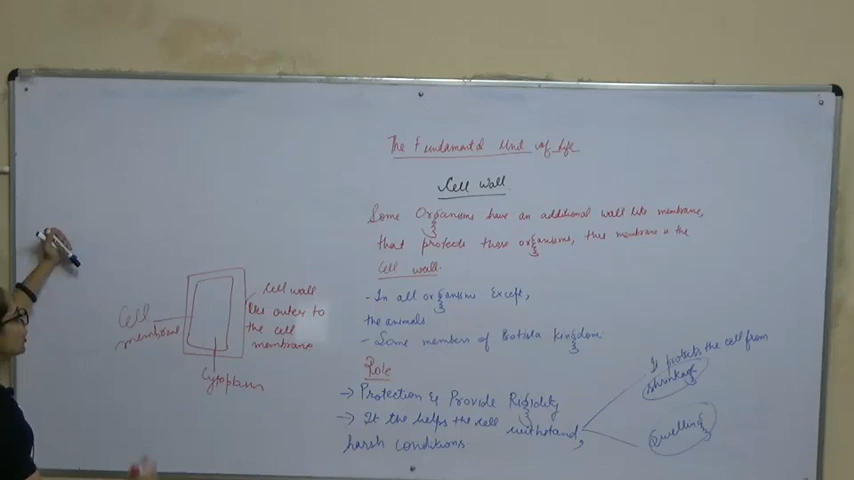 The Fundamental Unit of Life
Cell wall
Some Organisms have an additional wall like membrane,
that protects those organisms, this membrane is the
Cell wall.
- In all organisms Except,
the animals
- Some members of Botista kingdom.
Role
→ Protection & Provide Rigidity
→ It the helps the cell withstand,
harsh conditions
It protects the cell from
shrinkage
Swelling
Cell wall
lies outer to
the cell
membrane
Cell
membrane
Cytoplasm